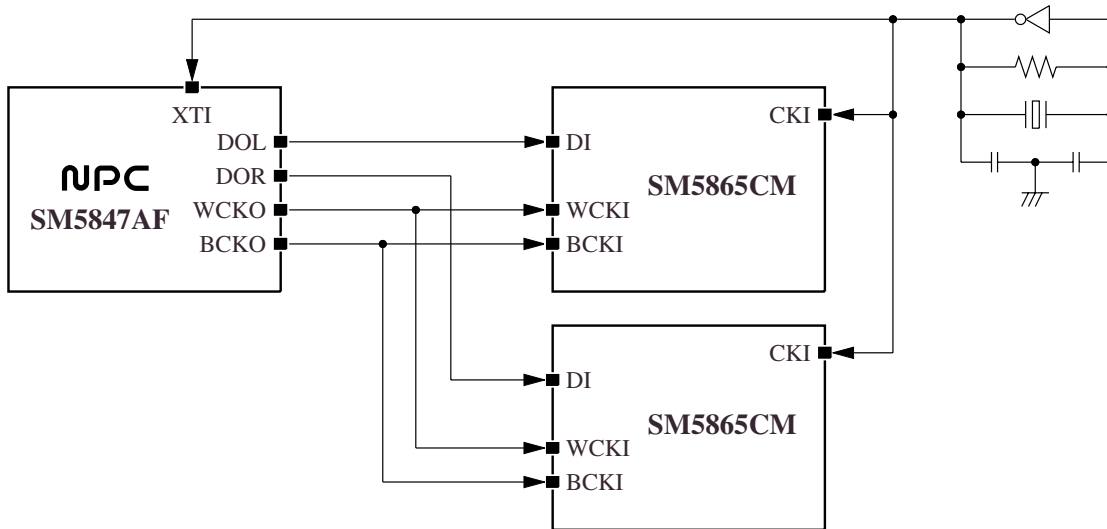 XTI
DOL
DOR
WCKO
BCKO
NPC
SM5847AF
CKI
DI
SM5865CM
WCKI
BCKI
CKI
DI
SM5865CM
WCKI
BCKI